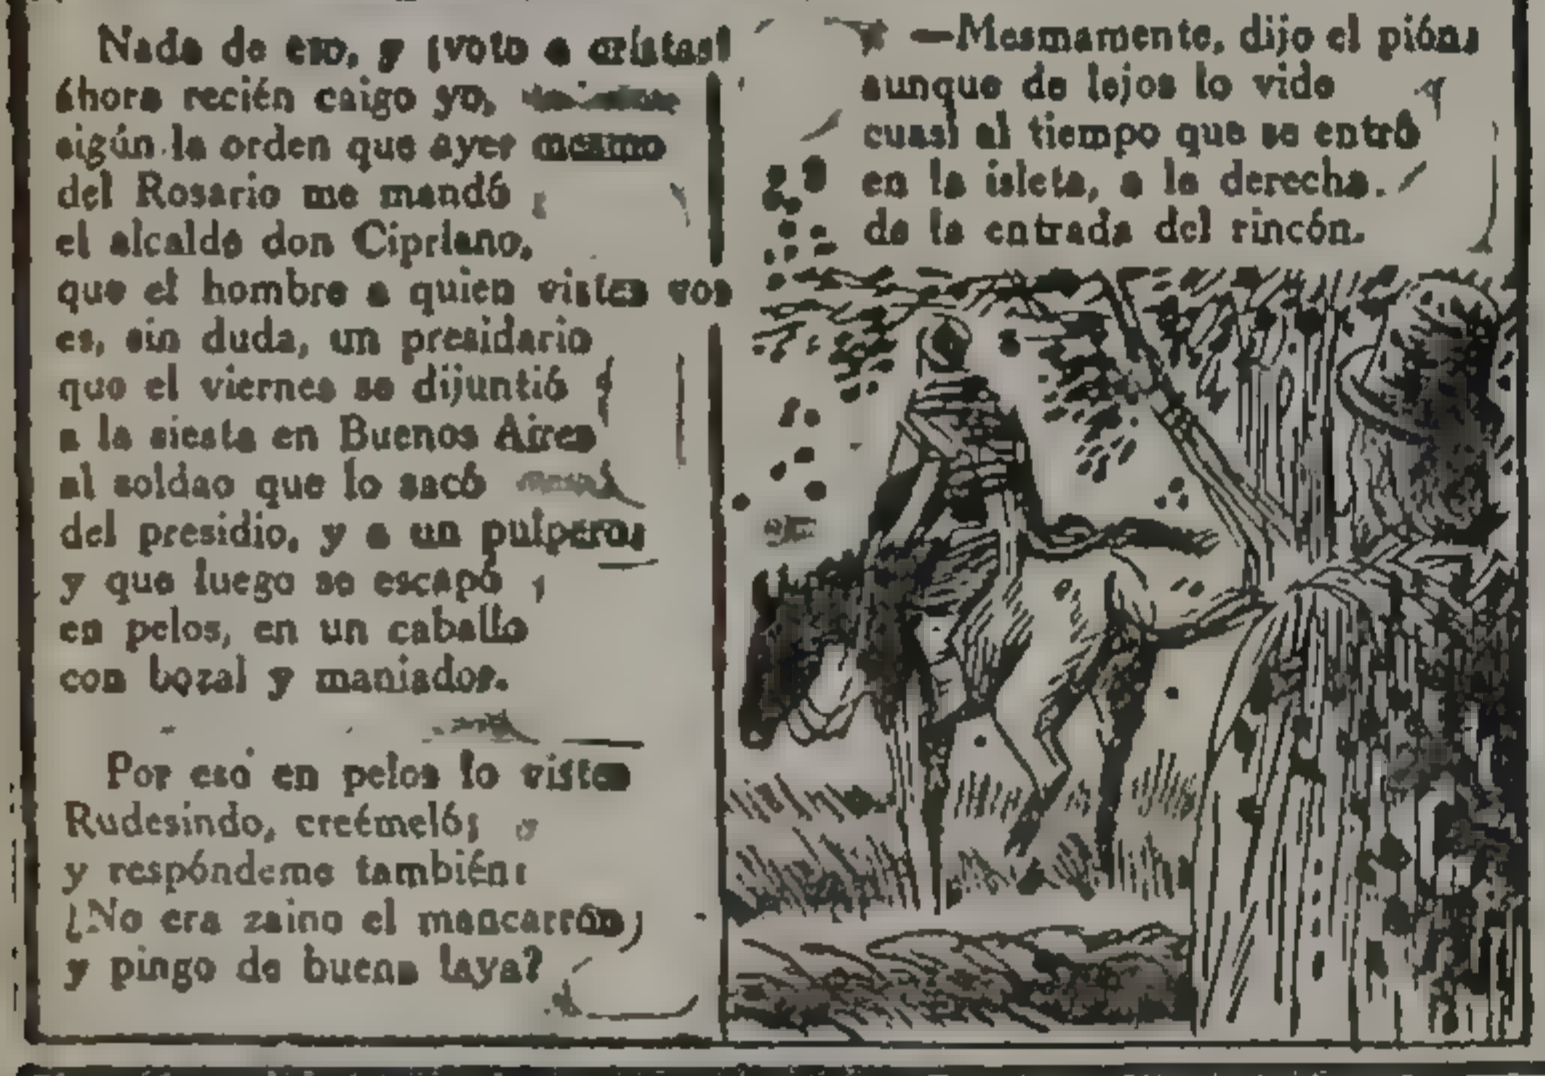 Nada de eso, y ¡voto a crístas!
áhora recién caigo yo,
sigún la orden que ayer mesmo
del Rosario me mandó
el alcalde don Cipriano,
que el hombre a quien vistes vos
es, sin duda, un presidario
que el viernes se dijuntió
a la siesta en Buenos Aires
al soldao que lo sacó
del presidio, y a un pulpero;
y que luego se escapó
en pelos, en un caballo
con bozal y maniador.
Por eso en pelos lo vistes
Rudesindo, creémeló;
y respóndeme también:
¿No era zaino el mancarrón,
y pingo de buena laya?
—Mesmamente, dijo el pión;
aunque de lejos lo vide
cuasi al tiempo que se entró
en la isleta, a la derecha
de la entrada del rincón.